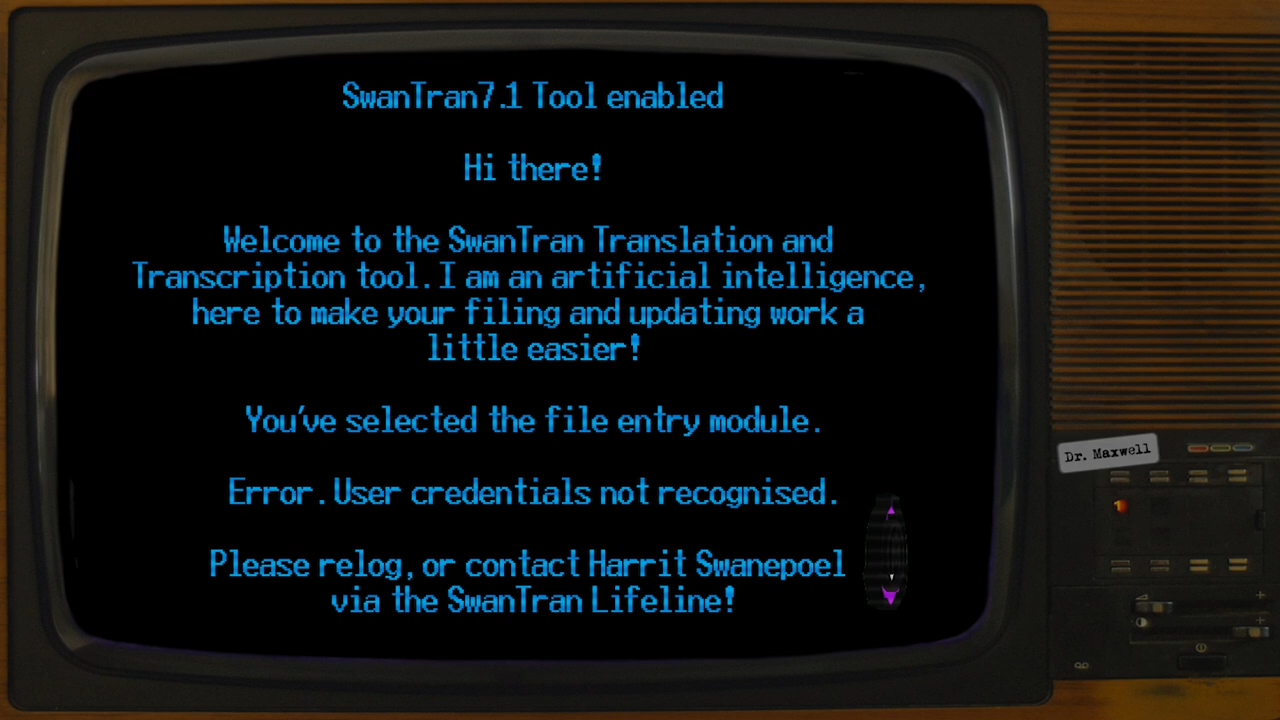 SwanTran7.1 Tool enabled
Hi there!
Welcome to the SwanTran Translation and
Transcription tool. I am an artificial intelligence,
here to make your filing and updating work a
little easier!
You've selected the file entry module.
Error. User credentials not recognised.
Please relog, or contact Harrit Swanepoel
via the SwanTran Lifeline!
Dr. Maxwell
1